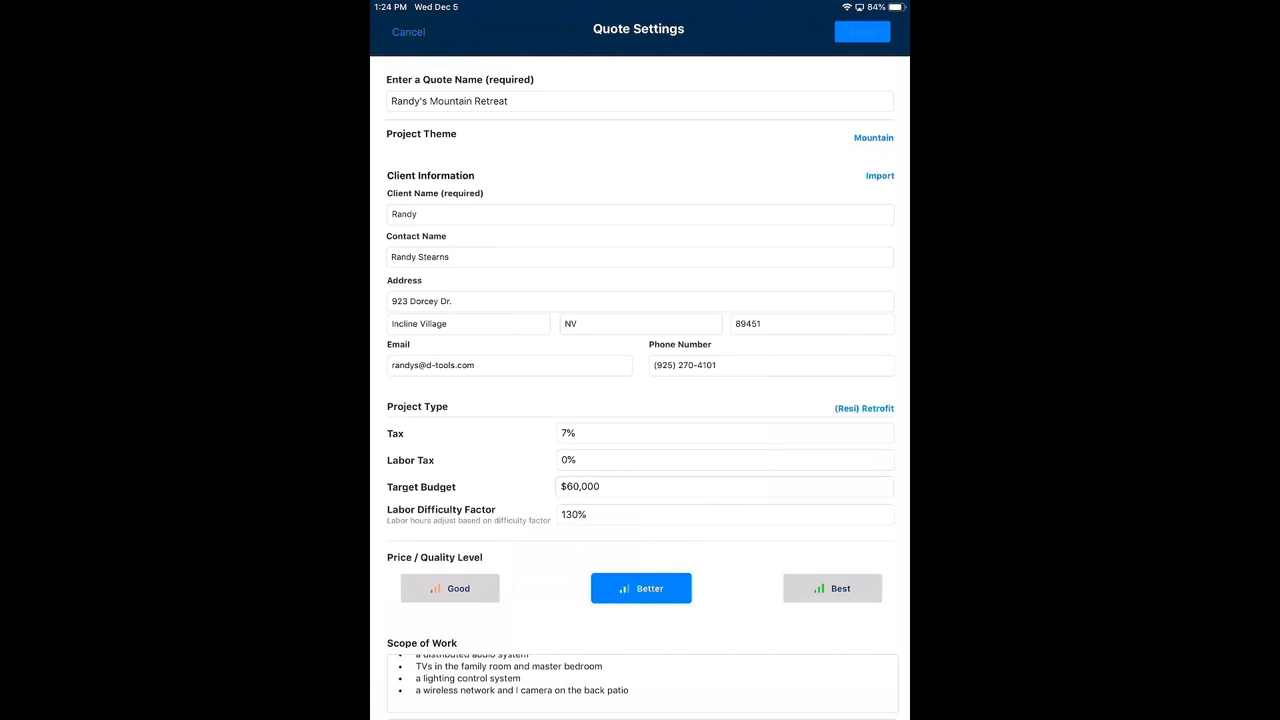 1:24 PM Wed Dec 5 84%
Cancel Quote Settings
Enter a Quote Name (required)
Randy's Mountain Retreat
Project Theme Mountain
Client Information Import
Client Name (required)
Randy
Contact Name
Randy Stearns
Address
923 Dorcey Dr.
Incline Village NV 89451
Email Phone Number
randys@d-tools.com (925) 270-4101
Project Type (Resi) Retrofit
Tax 7%
Labor Tax 0%
Target Budget $60,000
Labor Difficulty Factor 130%
Labor hours adjust based on difficulty factor
Price / Quality Level
Good Better Best
Scope of Work
• a distributed audio system
• TVs in the family room and master bedroom
• a lighting control system
• a wireless network and | camera on the back patio